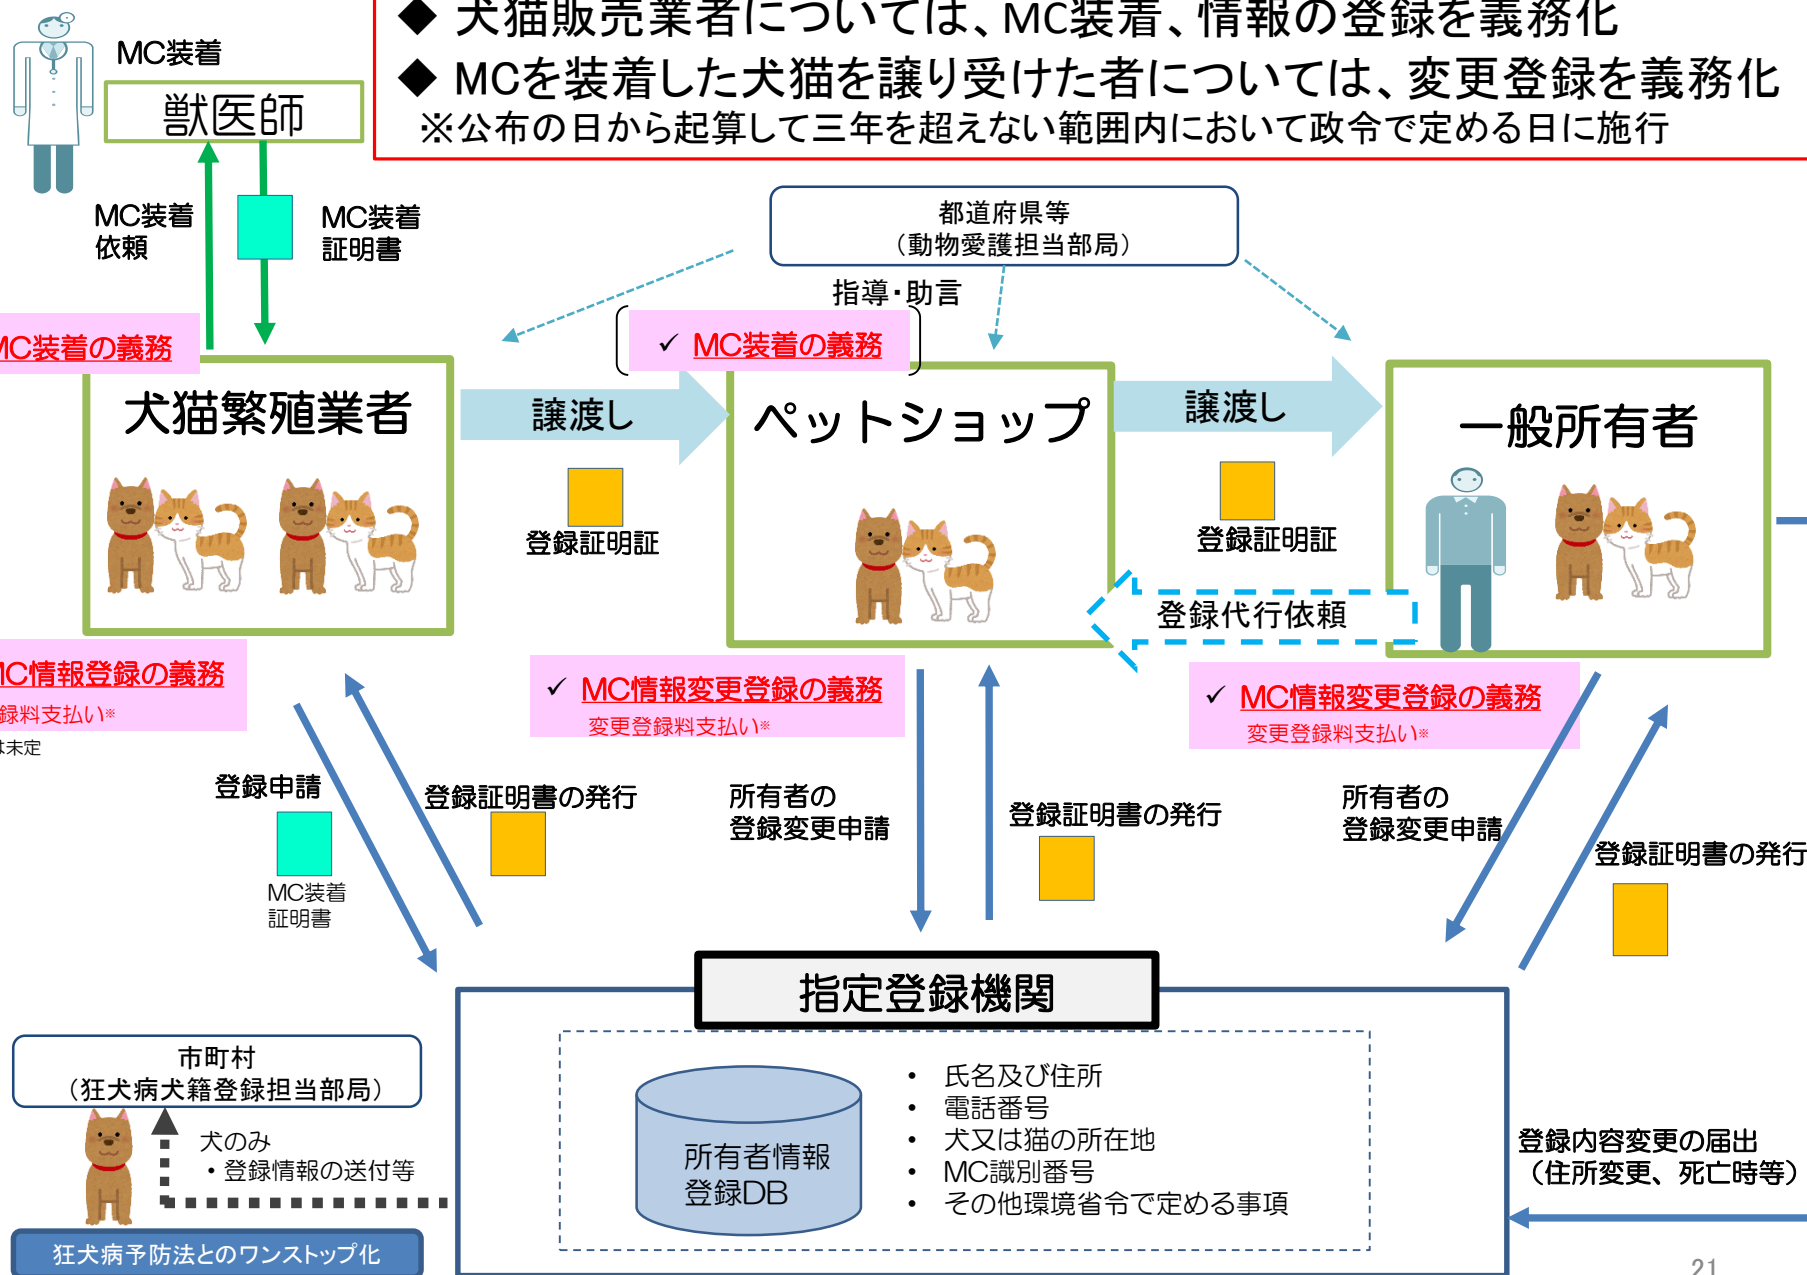 ◆ 犬猫販売業者については、MC装着、情報の登録を義務化
◆ MCを装着した犬猫を譲り受けた者については、変更登録を義務化
※公布の日から起算して三年を超えない範囲内において政令で定める日に施行
MC装着
獣医師
MC装着
依頼
MC装着
証明書
都道府県等
（動物愛護担当部局）
指導・助言
MC装着の義務
✓ MC装着の義務
犬猫繁殖業者
譲渡し
ペットショップ
譲渡し
一般所有者
登録証明証
登録証明証
登録代行依頼
MC情報登録の義務
録料支払い※
は未定
✓ MC情報変更登録の義務
変更登録料支払い※
✓ MC情報変更登録の義務
変更登録料支払い※
登録申請
MC装着
証明書
登録証明書の発行
所有者の
登録変更申請
登録証明書の発行
所有者の
登録変更申請
登録証明書の発行
指定登録機関
所有者情報
登録DB
・ 氏名及び住所
・ 電話番号
・ 犬又は猫の所在地
・ MC識別番号
・ その他環境省令で定める事項
市町村
（狂犬病犬籍登録担当部局）
犬のみ
・登録情報の送付等
狂犬病予防法とのワンストップ化
登録内容変更の届出
（住所変更、死亡時等）
21